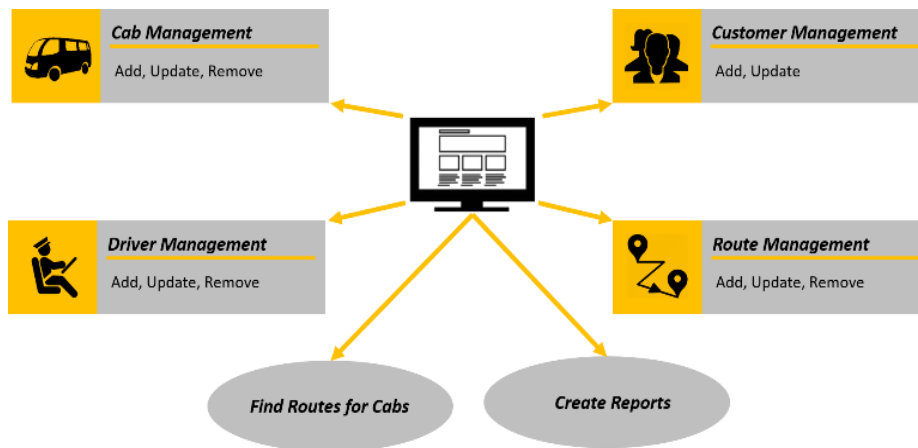 Cab Management
Add, Update, Remove
Customer Management
Add, Update
Driver Management
Add, Update, Remove
Route Management
Add, Update, Remove
Find Routes for Cabs
Create Reports